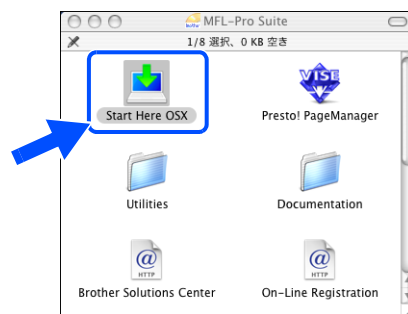 MFL-Pro Suite
1/8 選択、0 KB 空き
Start Here OSX
VISE
Presto! PageManager
Utilities
Documentation
@
HTTP
@
HTTP
Brother Solutions Center
On-Line Registration